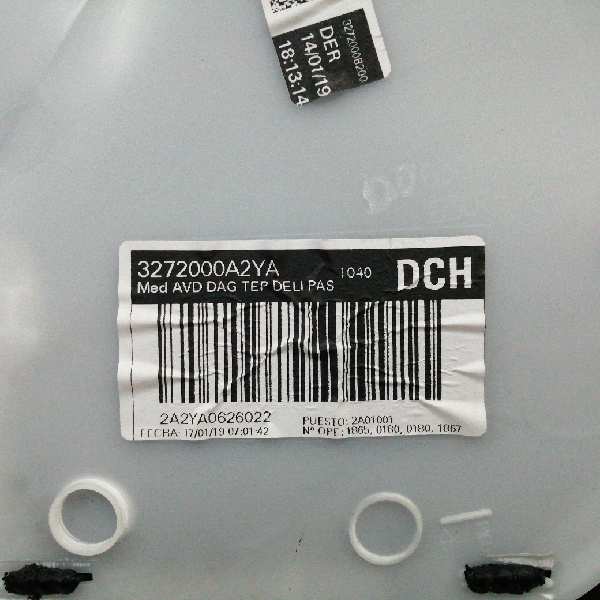 3272000B200
DER
14/01/19
18:13:14
3272000A2YA 1040 DCH
Med AVD DAG TEP DELI PAS
2A2YA0626022
PUESTO: 2A01001
FECHA: 17/01/19 07:01:42
Nº OPE: 1865, 0180, 0180, 1867